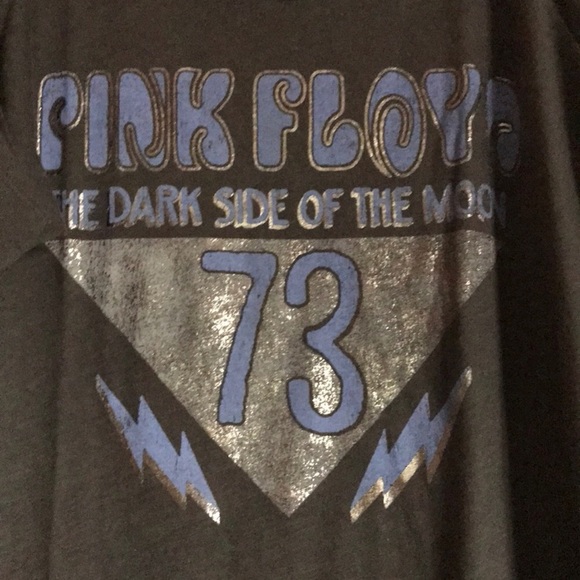 PINK FLOYD
THE DARK SIDE OF THE MOON
73